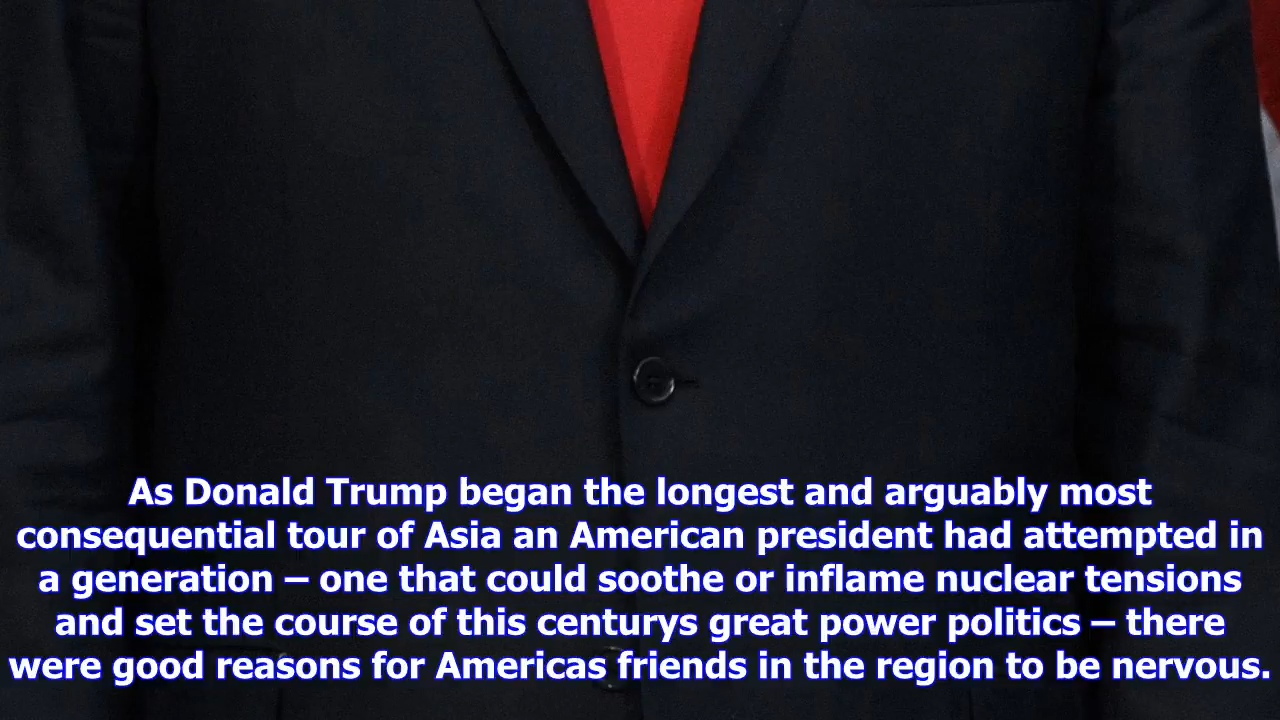 As Donald Trump began the longest and arguably most
consequential tour of Asia an American president had attempted in
a generation – one that could soothe or inflame nuclear tensions
and set the course of this centurys great power politics – there
were good reasons for Americas friends in the region to be nervous.